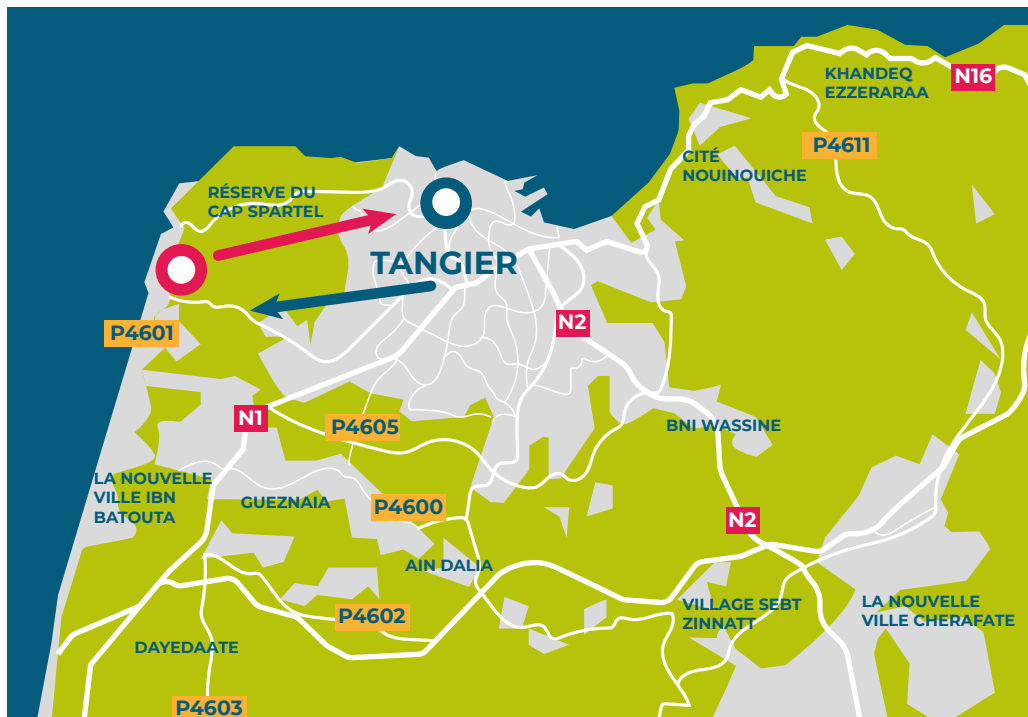 KHANDEQ
EZZERARAA
N16
P4611
CITÉ
NOUINOUICHE
RÉSERVE DU
CAP SPARTEL
TANGIER
P4601
N2
N1
P4605
BNI WASSINE
LA NOUVELLE
VILLE IBN
BATOUTA
GUEZNAIA
P4600
N2
AIN DALIA
P4602
VILLAGE SEBT
ZINNATT
LA NOUVELLE
VILLE CHERAFATE
DAYEDAATE
P4603